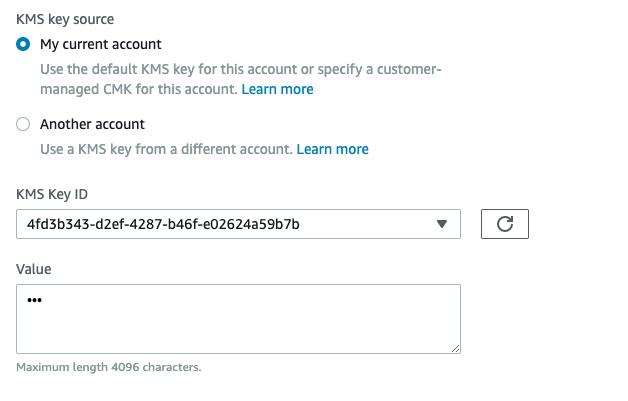 KMS key source
My current account
Use the default KMS key for this account or specify a customer-
managed CMK for this account. Learn more
Another account
Use a KMS key from a different account. Learn more
KMS Key ID
4fd3b343-d2ef-4287-b46f-e02624a59b7b
Value
•••
Maximum length 4096 characters.